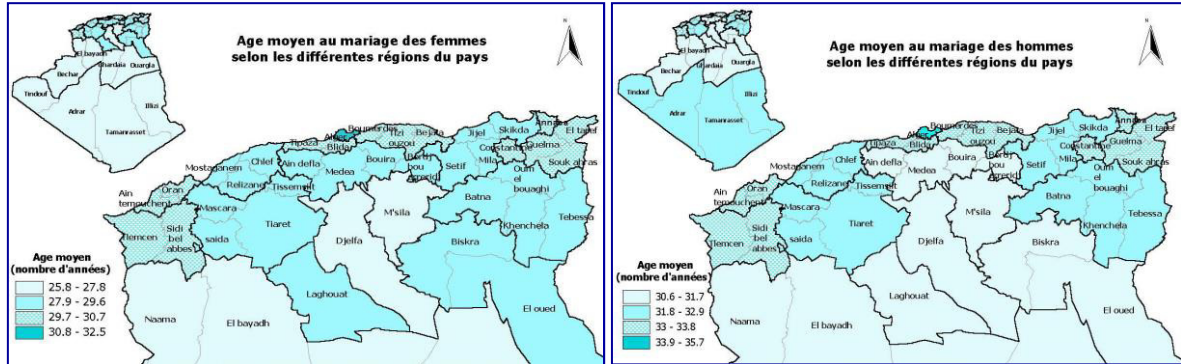 Age moyen au mariage des femmes
selon les différentes régions du pays
N
El bayadh
Bechar
Ghardaia
Ouargla
Tindouf
Adrar
Illizi
Tamanrasset
Alger
Boumerdes
Tizi
ouzou
Bejaia
Jijel
Skikda
Annaba
El taref
Tipaza
Blida
Constantine
Guelma
Mostaganem
Chlef
Ain defla
Bouira
Bordj
bou
Arreridj
Setif
Mila
Souk ahras
Medea
Oum
el
bouaghi
Oran
Relizane
Tissemsilt
Ain
temouchent
Mascara
Batna
M'sila
Tiaret
Khenchela
Tebessa
Tlemcen
Sidi
bel
abbes
saida
Djelfa
Biskra
Laghouat
El oued
Naama
El bayadh
Age moyen
(nombre d'années)
25.8 - 27.8
27.9 - 29.6
29.7 - 30.7
30.8 - 32.5
Age moyen au mariage des hommes
selon les différentes régions du pays
N
El bayadh
Bechar
Ghardaia
Ouargla
Tindouf
Adrar
Illizi
Tamanrasset
Alger
Boumerdes
Tizi
ouzou
Bejaia
Jijel
Skikda
Annaba
El taref
Tipaza
Blida
Constantine
Guelma
Mostaganem
Chlef
Ain defla
Bouira
Bordj
bou
Arreridj
Setif
Mila
Souk ahras
Medea
Oum
el
bouaghi
Oran
Relizane
Tissemsilt
Ain
temouchent
Mascara
Batna
M'sila
Tiaret
Khenchela
Tebessa
Tlemcen
Sidi
bel
abbes
saida
Djelfa
Biskra
Laghouat
El oued
Naama
El bayadh
Age moyen
(nombre d'années)
30.6 - 31.7
31.8 - 32.9
33 - 33.8
33.9 - 35.7